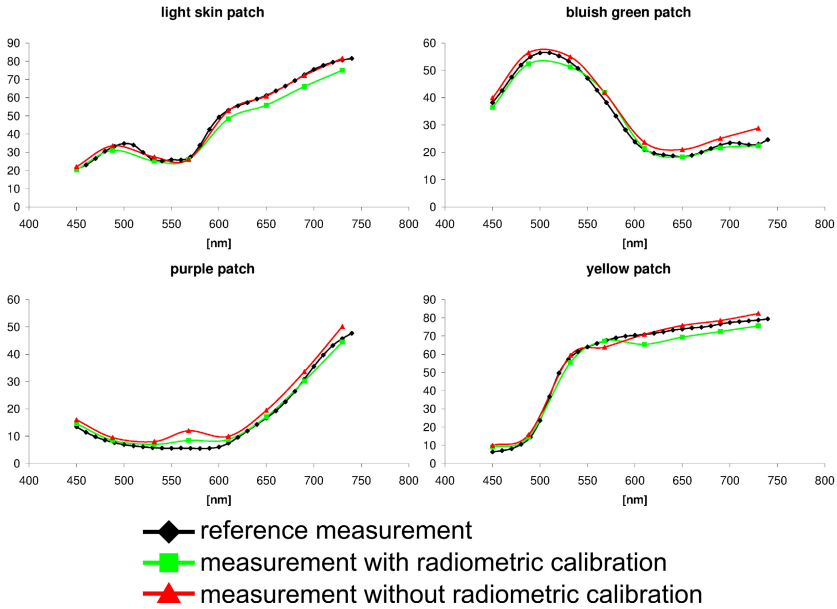 light skin patch
90
80
70
60
50
40
30
20
10
0
400 450 500 550 600 650 700 750 800
[nm]
bluish green patch
60
50
40
30
20
10
0
400 450 500 550 600 650 700 750 800
[nm]
purple patch
60
50
40
30
20
10
0
400 450 500 550 600 650 700 750 800
[nm]
yellow patch
90
80
70
60
50
40
30
20
10
0
400 450 500 550 600 650 700 750 800
[nm]
reference measurement
measurement with radiometric calibration
measurement without radiometric calibration